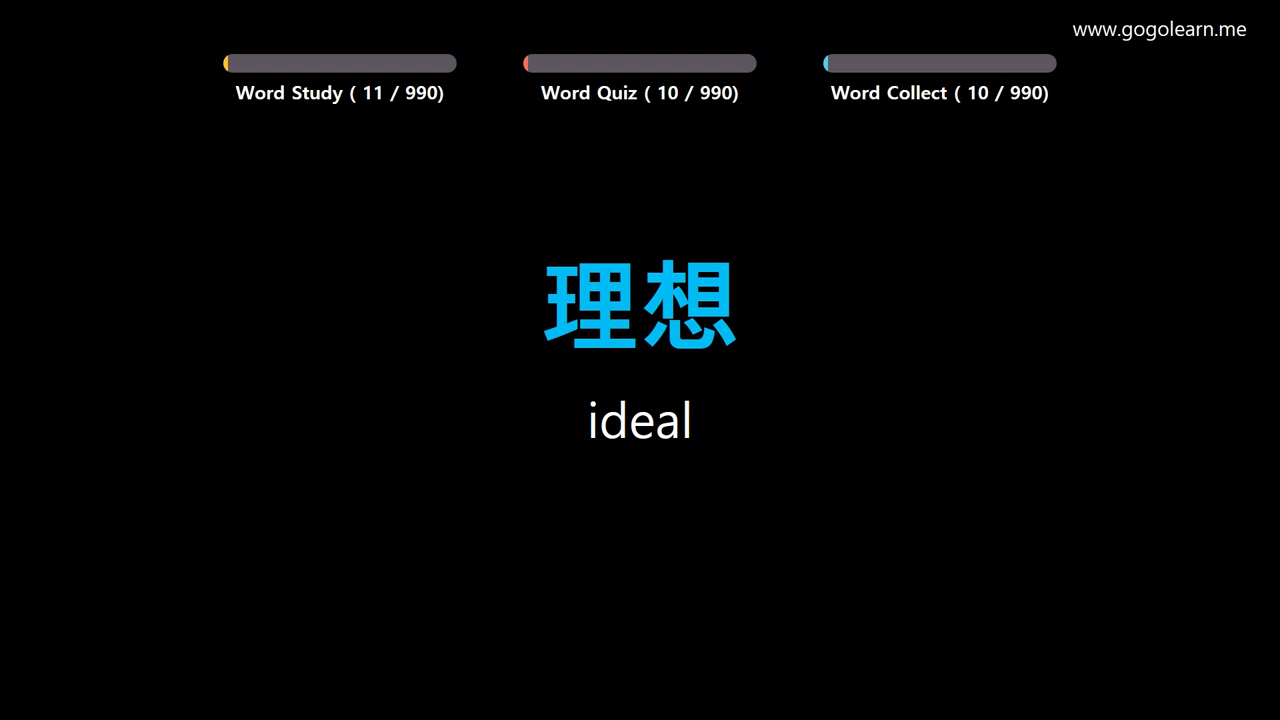 www.gogolearn.me
Word Study ( 11 / 990)
Word Quiz ( 10 / 990)
Word Collect ( 10 / 990)
理想
ideal